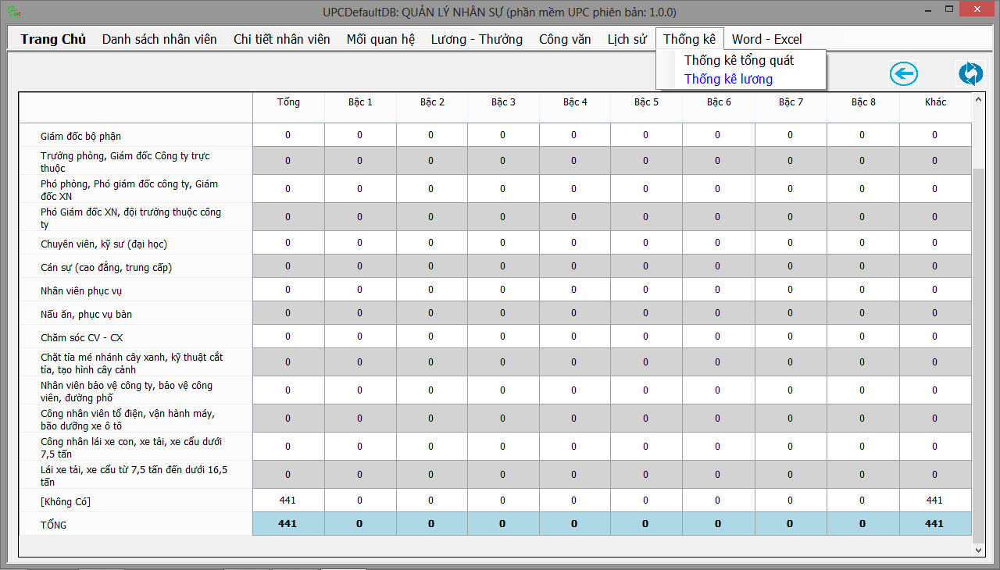 UPCDefaultDB: QUẢN LÝ NHÂN SỰ (phần mềm UPC phiên bản: 1.0.0)
Trang Chủ Danh sách nhân viên Chi tiết nhân viên Mối quan hệ Lương - Thưởng Công văn Lịch sử Thống kê Word - Excel
Thống kê tổng quát
Thống kê lương
Tổng Bậc 1 Bậc 2 Bậc 3 Bậc 4 Bậc 5 Bậc 6 Bậc 7 Bậc 8 Khác
Giám đốc bộ phận 0 0 0 0 0 0 0 0 0 0
Trưởng phòng, Giám đốc Công ty trực
thuộc 0 0 0 0 0 0 0 0 0 0
Phó phòng, Phó giám đốc công ty, Giám
đốc XN 0 0 0 0 0 0 0 0 0 0
Phó Giám đốc XN, đội trưởng thuộc công
ty 0 0 0 0 0 0 0 0 0 0
Chuyên viên, kỹ sư (đại học) 0 0 0 0 0 0 0 0 0 0
Cán sự (cao đẳng, trung cấp) 0 0 0 0 0 0 0 0 0 0
Nhân viên phục vụ 0 0 0 0 0 0 0 0 0 0
Nấu ăn, phục vụ bàn 0 0 0 0 0 0 0 0 0 0
Chăm sóc CV - CX 0 0 0 0 0 0 0 0 0 0
Chặt tỉa mé nhánh cây xanh, kỹ thuật cắt
tỉa, tạo hình cây cảnh 0 0 0 0 0 0 0 0 0 0
Nhân viên bảo vệ công ty, bảo vệ công
viên, đường phố 0 0 0 0 0 0 0 0 0 0
Công nhân viên tổ điện, vận hành máy,
bão dưỡng xe ô tô 0 0 0 0 0 0 0 0 0 0
Công nhân lái xe con, xe tải, xe cẩu dưới
7,5 tấn 0 0 0 0 0 0 0 0 0 0
Lái xe tải, xe cẩu từ 7,5 tấn đến dưới 16,5
tấn 0 0 0 0 0 0 0 0 0 0
[Không Có] 441 0 0 0 0 0 0 0 0 441
TỔNG 441 0 0 0 0 0 0 0 0 441